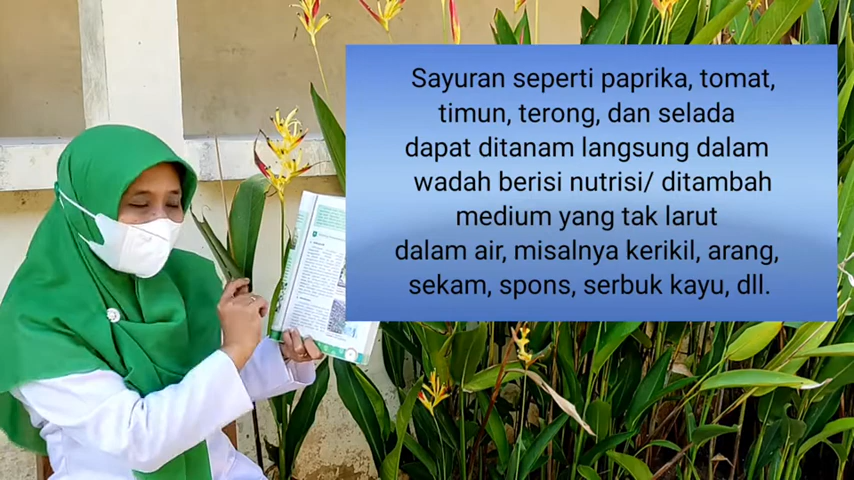 Sayuran seperti paprika, tomat,
timun, terong, dan selada
dapat ditanam langsung dalam
wadah berisi nutrisi/ ditambah
medium yang tak larut
dalam air, misalnya kerikil, arang,
sekam, spons, serbuk kayu, dll.